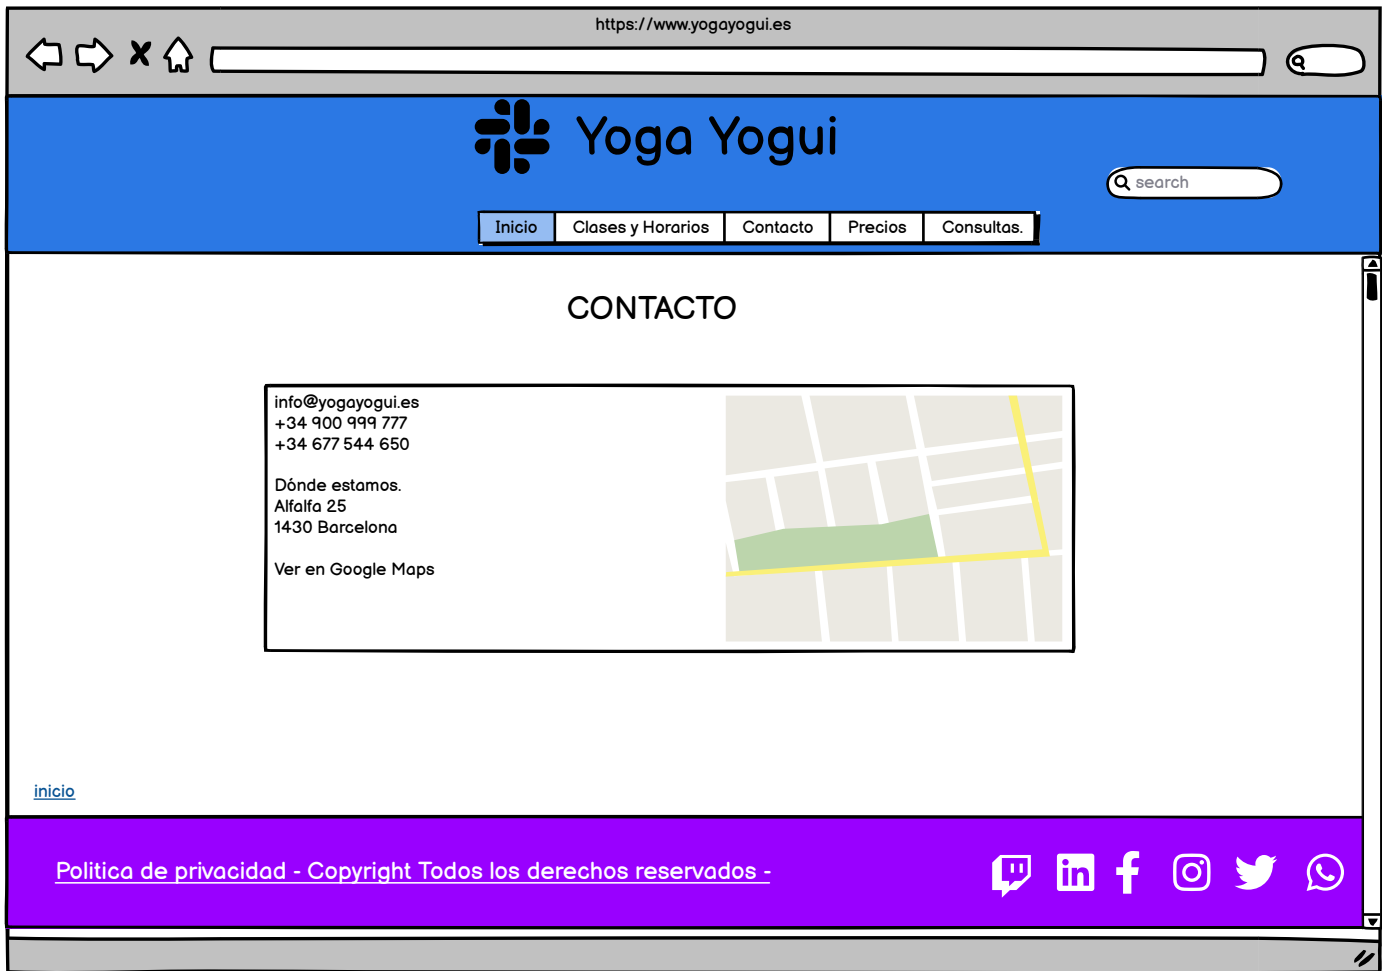 https://www.yogayogui.es
Yoga Yogui
search
Inicio Clases y Horarios Contacto Precios Consultas.
CONTACTO
info@yogayogui.es
+34 900 999 777
+34 677 544 650
Dónde estamos.
Alfalfa 25
1430 Barcelona
Ver en Google Maps
inicio
Politica de privacidad - Copyright Todos los derechos reservados -